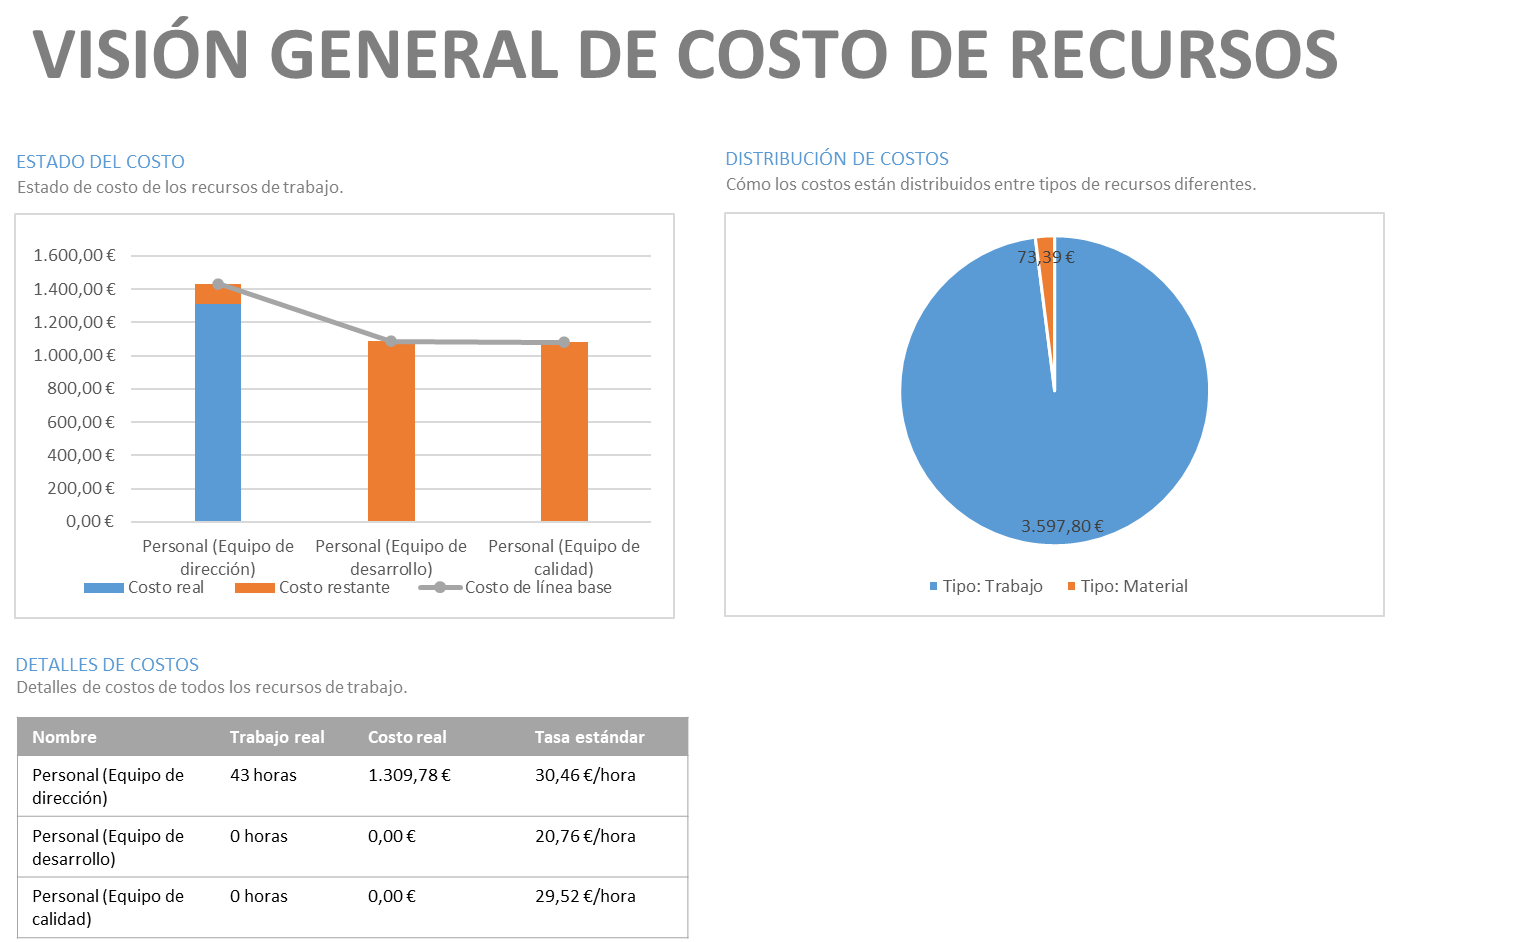 VISIÓN GENERAL DE COSTO DE RECURSOS
ESTADO DEL COSTO
Estado de costo de los recursos de trabajo.
1.600,00 €
1.400,00 €
1.200,00 €
1.000,00 €
800,00 €
600,00 €
400,00 €
200,00 €
0,00 €
Personal (Equipo de
dirección)
Personal (Equipo de
desarrollo)
Personal (Equipo de
calidad)
Costo real
Costo restante
Costo de línea base
DISTRIBUCIÓN DE COSTOS
Cómo los costos están distribuidos entre tipos de recursos diferentes.
73,39 €
3.597,80 €
Tipo: Trabajo
Tipo: Material
DETALLES DE COSTOS
Detalles de costos de todos los recursos de trabajo.
Nombre Trabajo real Costo real Tasa estándar
Personal (Equipo de 43 horas 1.309,78 € 30,46 €/hora
dirección)
Personal (Equipo de 0 horas 0,00 € 20,76 €/hora
desarrollo)
Personal (Equipo de 0 horas 0,00 € 29,52 €/hora
calidad)